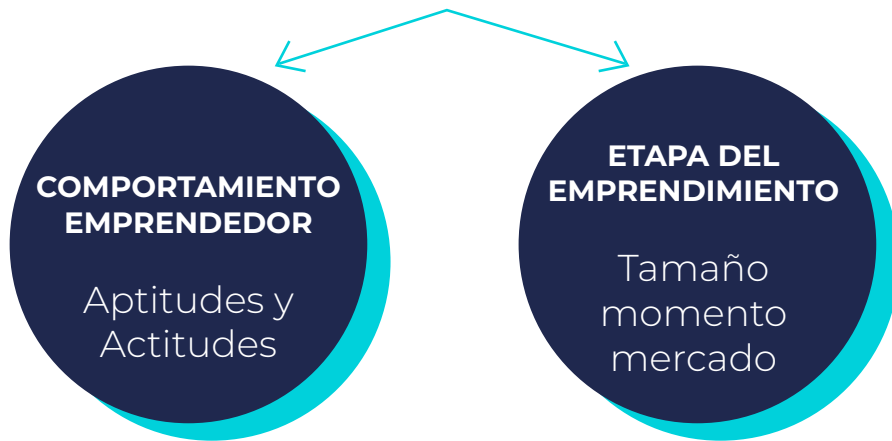 COMPORTAMIENTO
EMPRENDEDOR
Aptitudes y
Actitudes
ETAPA DEL
EMPRENDIMIENTO
Tamaño
momento
mercado